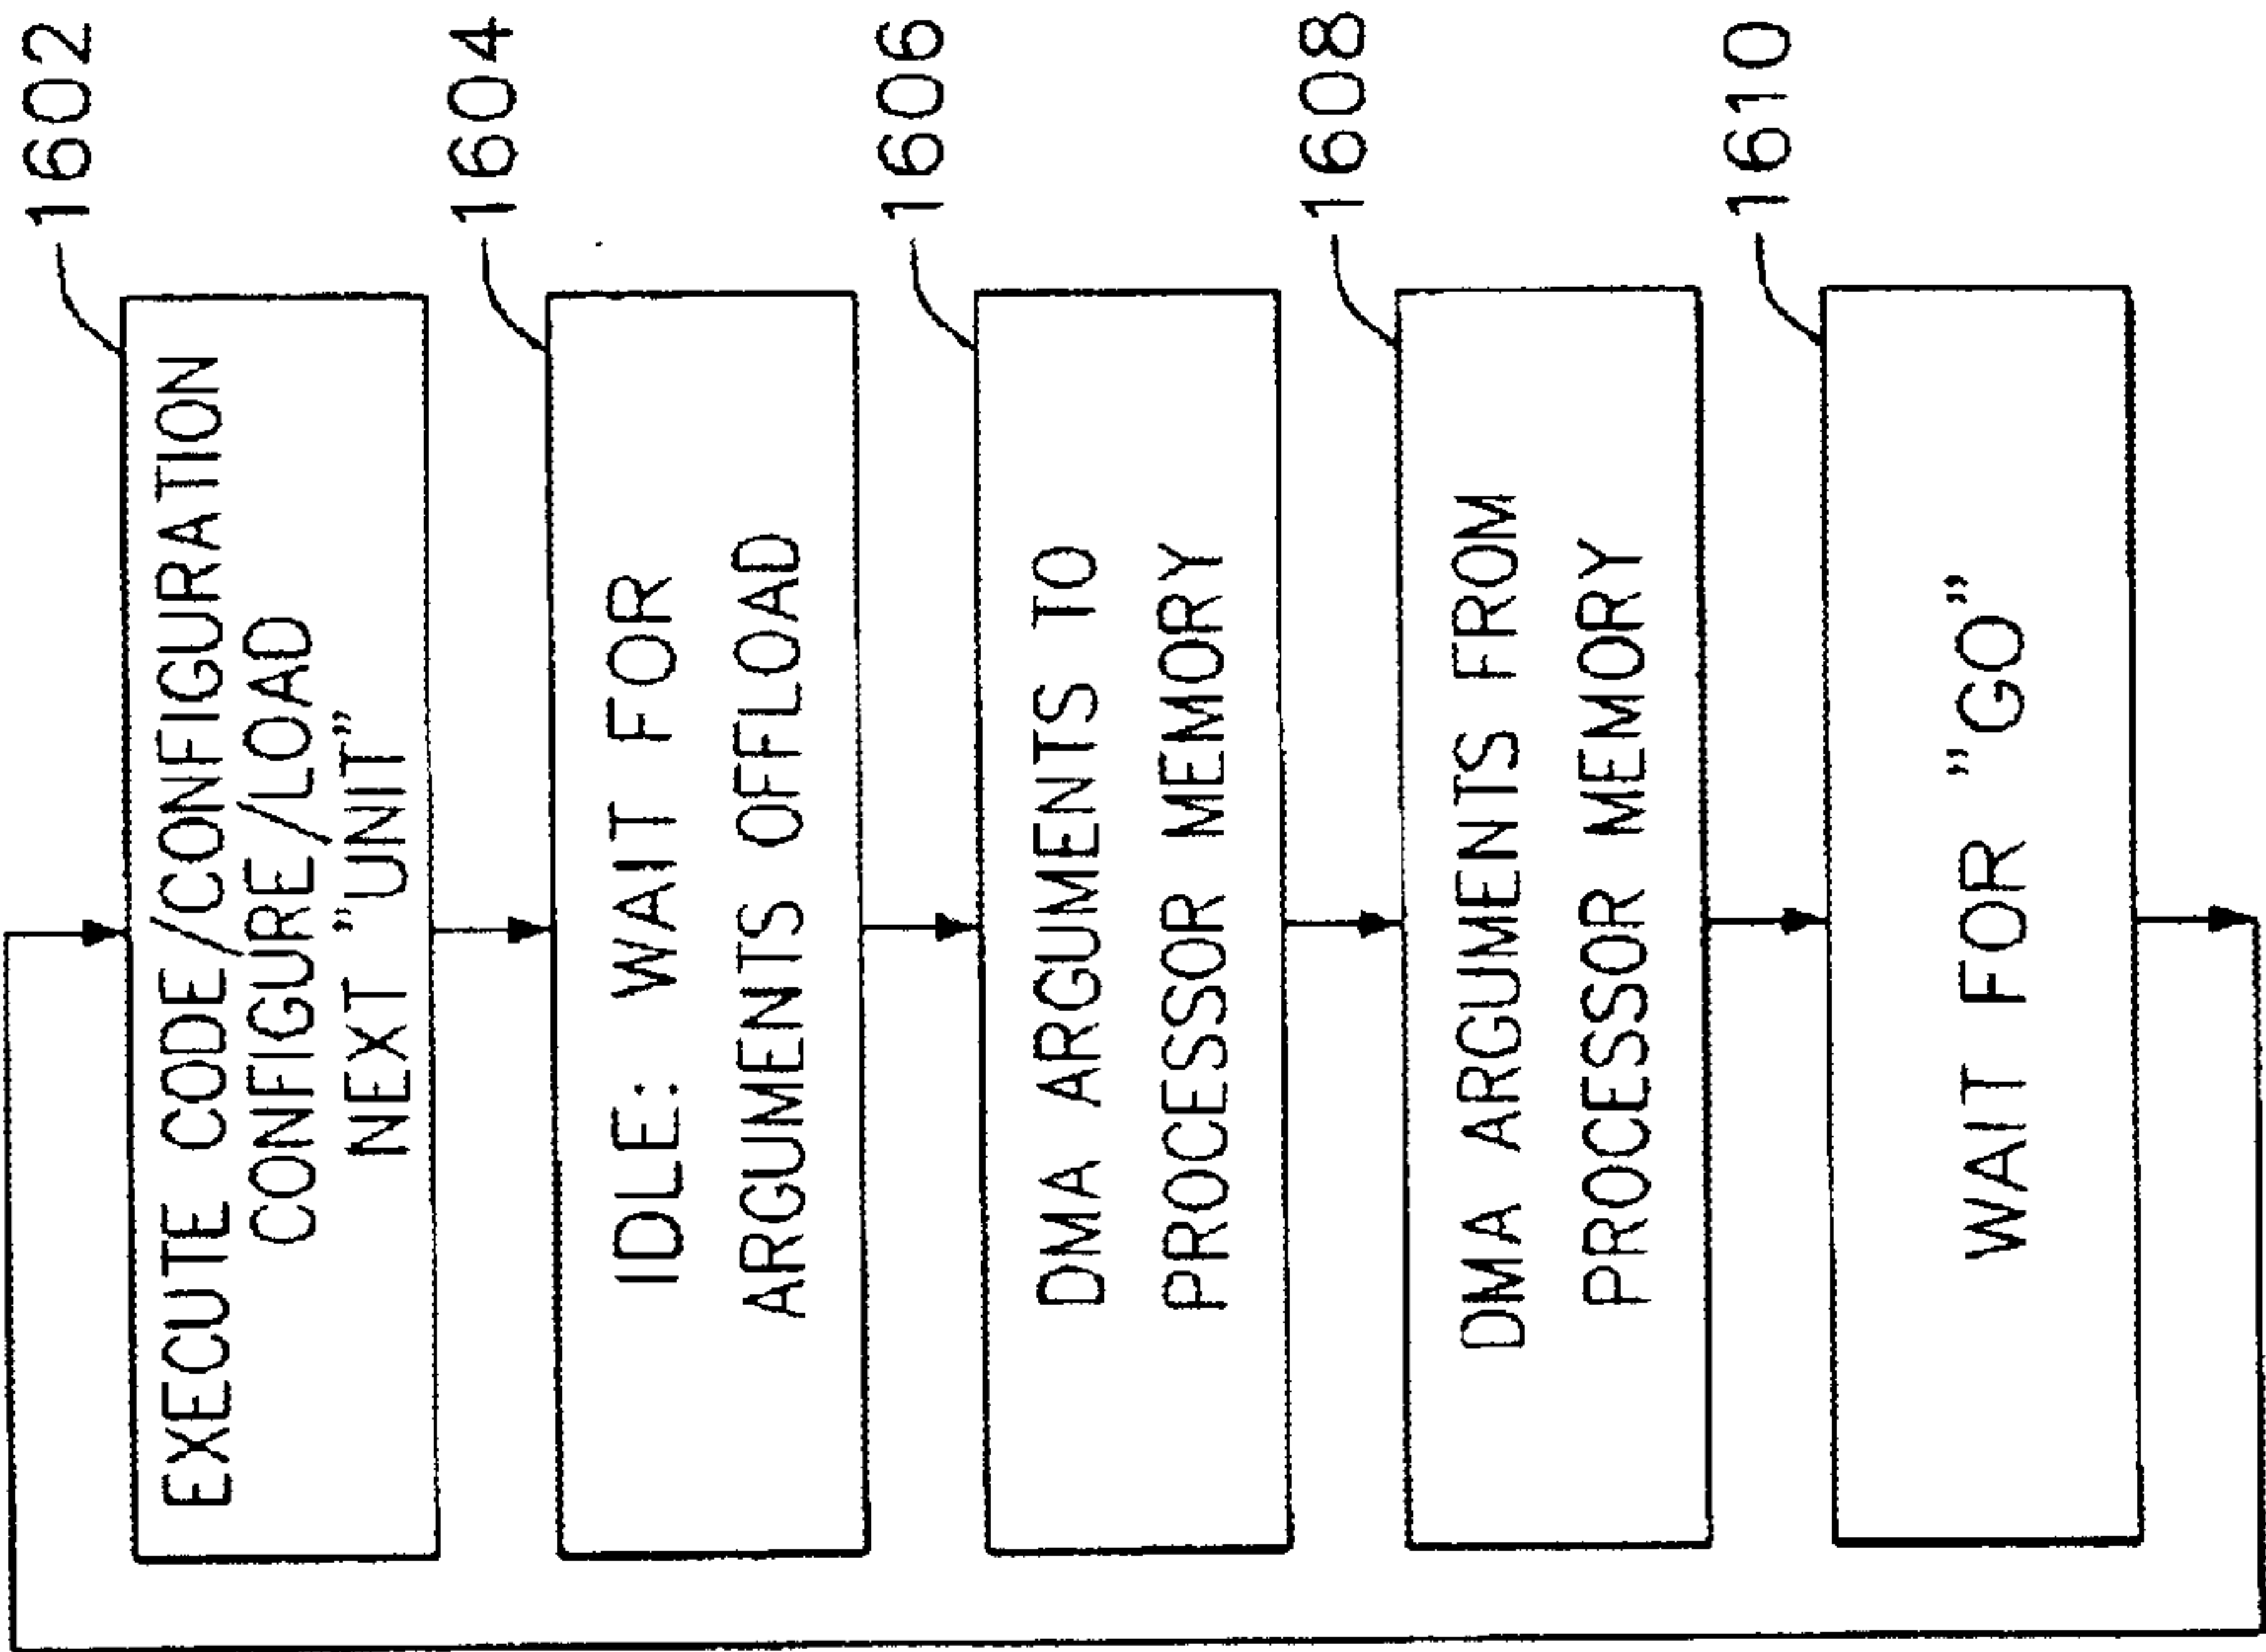 1602
EXECUTE CODE/CONFIGURATION
CONFIGURE/LOAD
NEXT "UNIT"
1604
IDLE: WAIT FOR
ARGUMENTS OFFLOAD
1606
DMA ARGUMENTS TO
PROCESSOR MEMORY
1608
DMA ARGUMENTS FROM
PROCESSOR MEMORY
1610
WAIT FOR "GO"